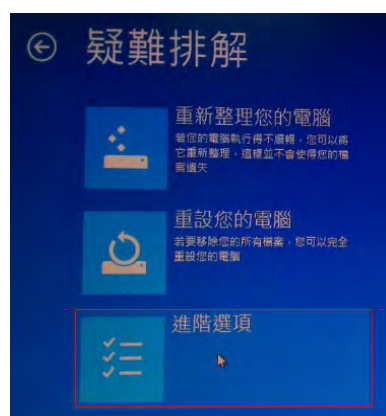 疑難排解
重新整理您的電腦
若您的電腦執行得不順暢，您可以將
它重新整理，這樣並不會使得您的檔
案遺失
重設您的電腦
若要移除您的所有檔案，您可以完全
重設您的電腦
進階選項